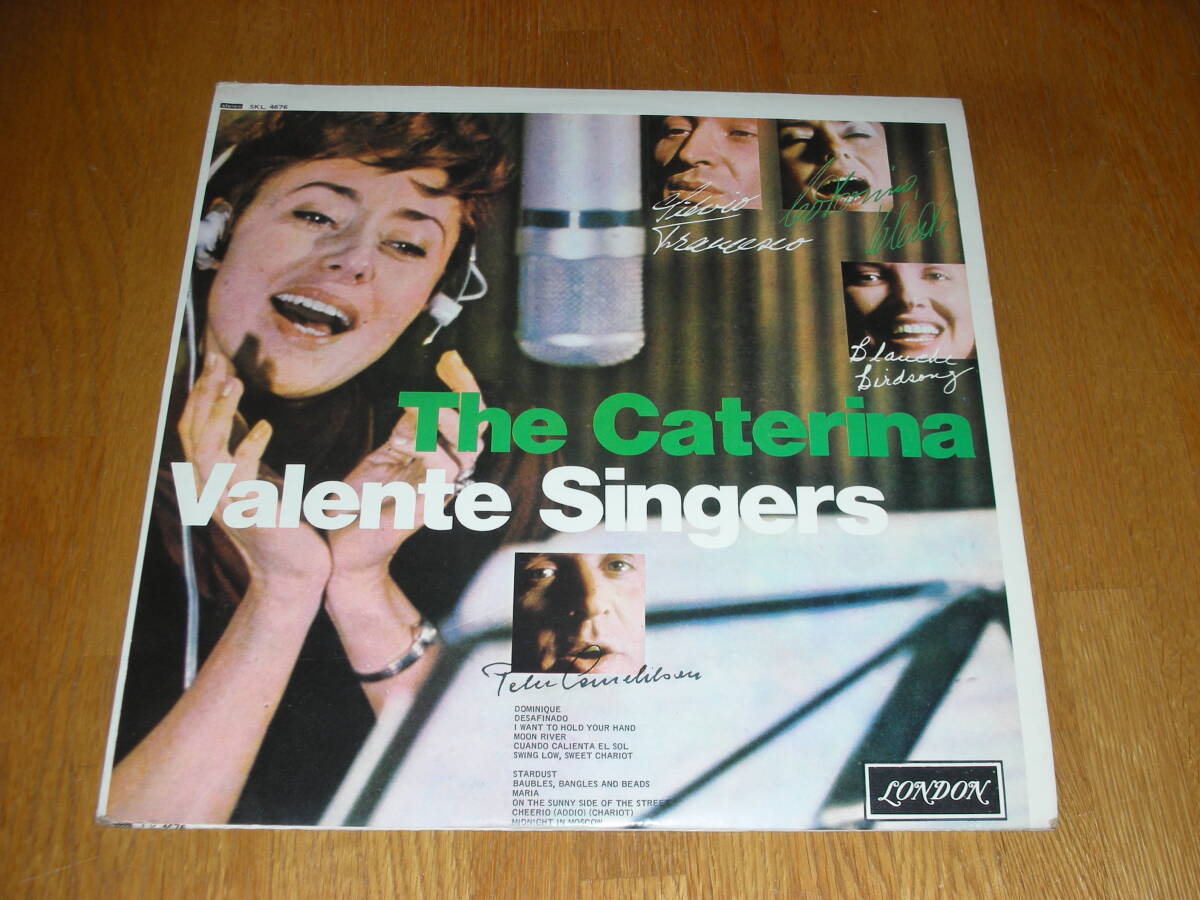 stereo SKL 4676
Silvio
Francesco
Caterina
Valente
Blanche
Birdsong
The Caterina
Valente Singers
Peter Cornehlsen
DOMINIQUE
DESAFINADO
I WANT TO HOLD YOUR HAND
MOON RIVER
CUANDO CALIENTA EL SOL
SWING LOW, SWEET CHARIOT
STARDUST
BAUBLES, BANGLES AND BEADS
MARIA
ON THE SUNNY SIDE OF THE STREET
CHEERIO (ADDIO) (CHARIOT)
MIDNIGHT IN MOSCOW
LONDON